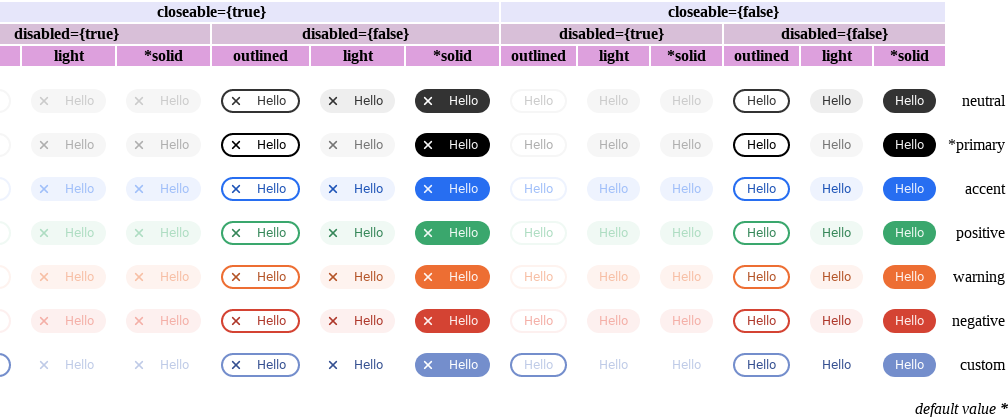 closeable={true} closeable={false}
disabled={true} disabled={false} disabled={true} disabled={false}
light *solid outlined light *solid outlined light *solid outlined light *solid
Hello Hello Hello Hello Hello Hello Hello Hello Hello Hello Hello neutral
Hello Hello Hello Hello Hello Hello Hello Hello Hello Hello Hello *primary
Hello Hello Hello Hello Hello Hello Hello Hello Hello Hello Hello accent
Hello Hello Hello Hello Hello Hello Hello Hello Hello Hello Hello positive
Hello Hello Hello Hello Hello Hello Hello Hello Hello Hello Hello warning
Hello Hello Hello Hello Hello Hello Hello Hello Hello Hello Hello negative
Hello Hello Hello Hello Hello Hello Hello Hello Hello Hello Hello custom
default value *